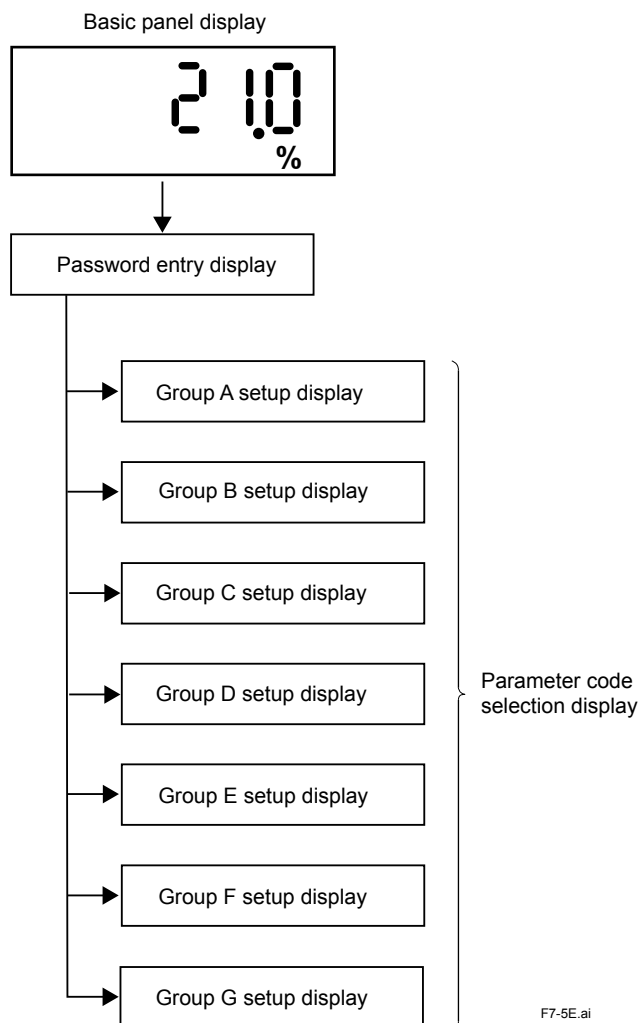 Basic panel display
21.0
%
Password entry display
Group A setup display
Group B setup display
Group C setup display
Group D setup display
Parameter code
selection display
Group E setup display
Group F setup display
Group G setup display
F7-5E.ai